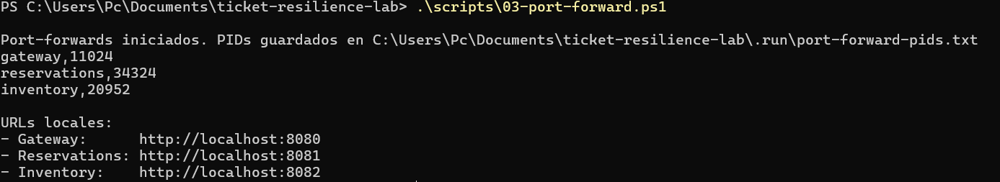 PS C:\Users\Pc\Documents\ticket-resilience-lab> .\scripts\03-port-forward.ps1
Port-forwards iniciados. PIDs guardados en C:\Users\Pc\Documents\ticket-resilience-lab\.run\port-forward-pids.txt
gateway,11024
reservations,34324
inventory,20952
URLs locales:
- Gateway:      http://localhost:8080
- Reservations: http://localhost:8081
- Inventory:    http://localhost:8082